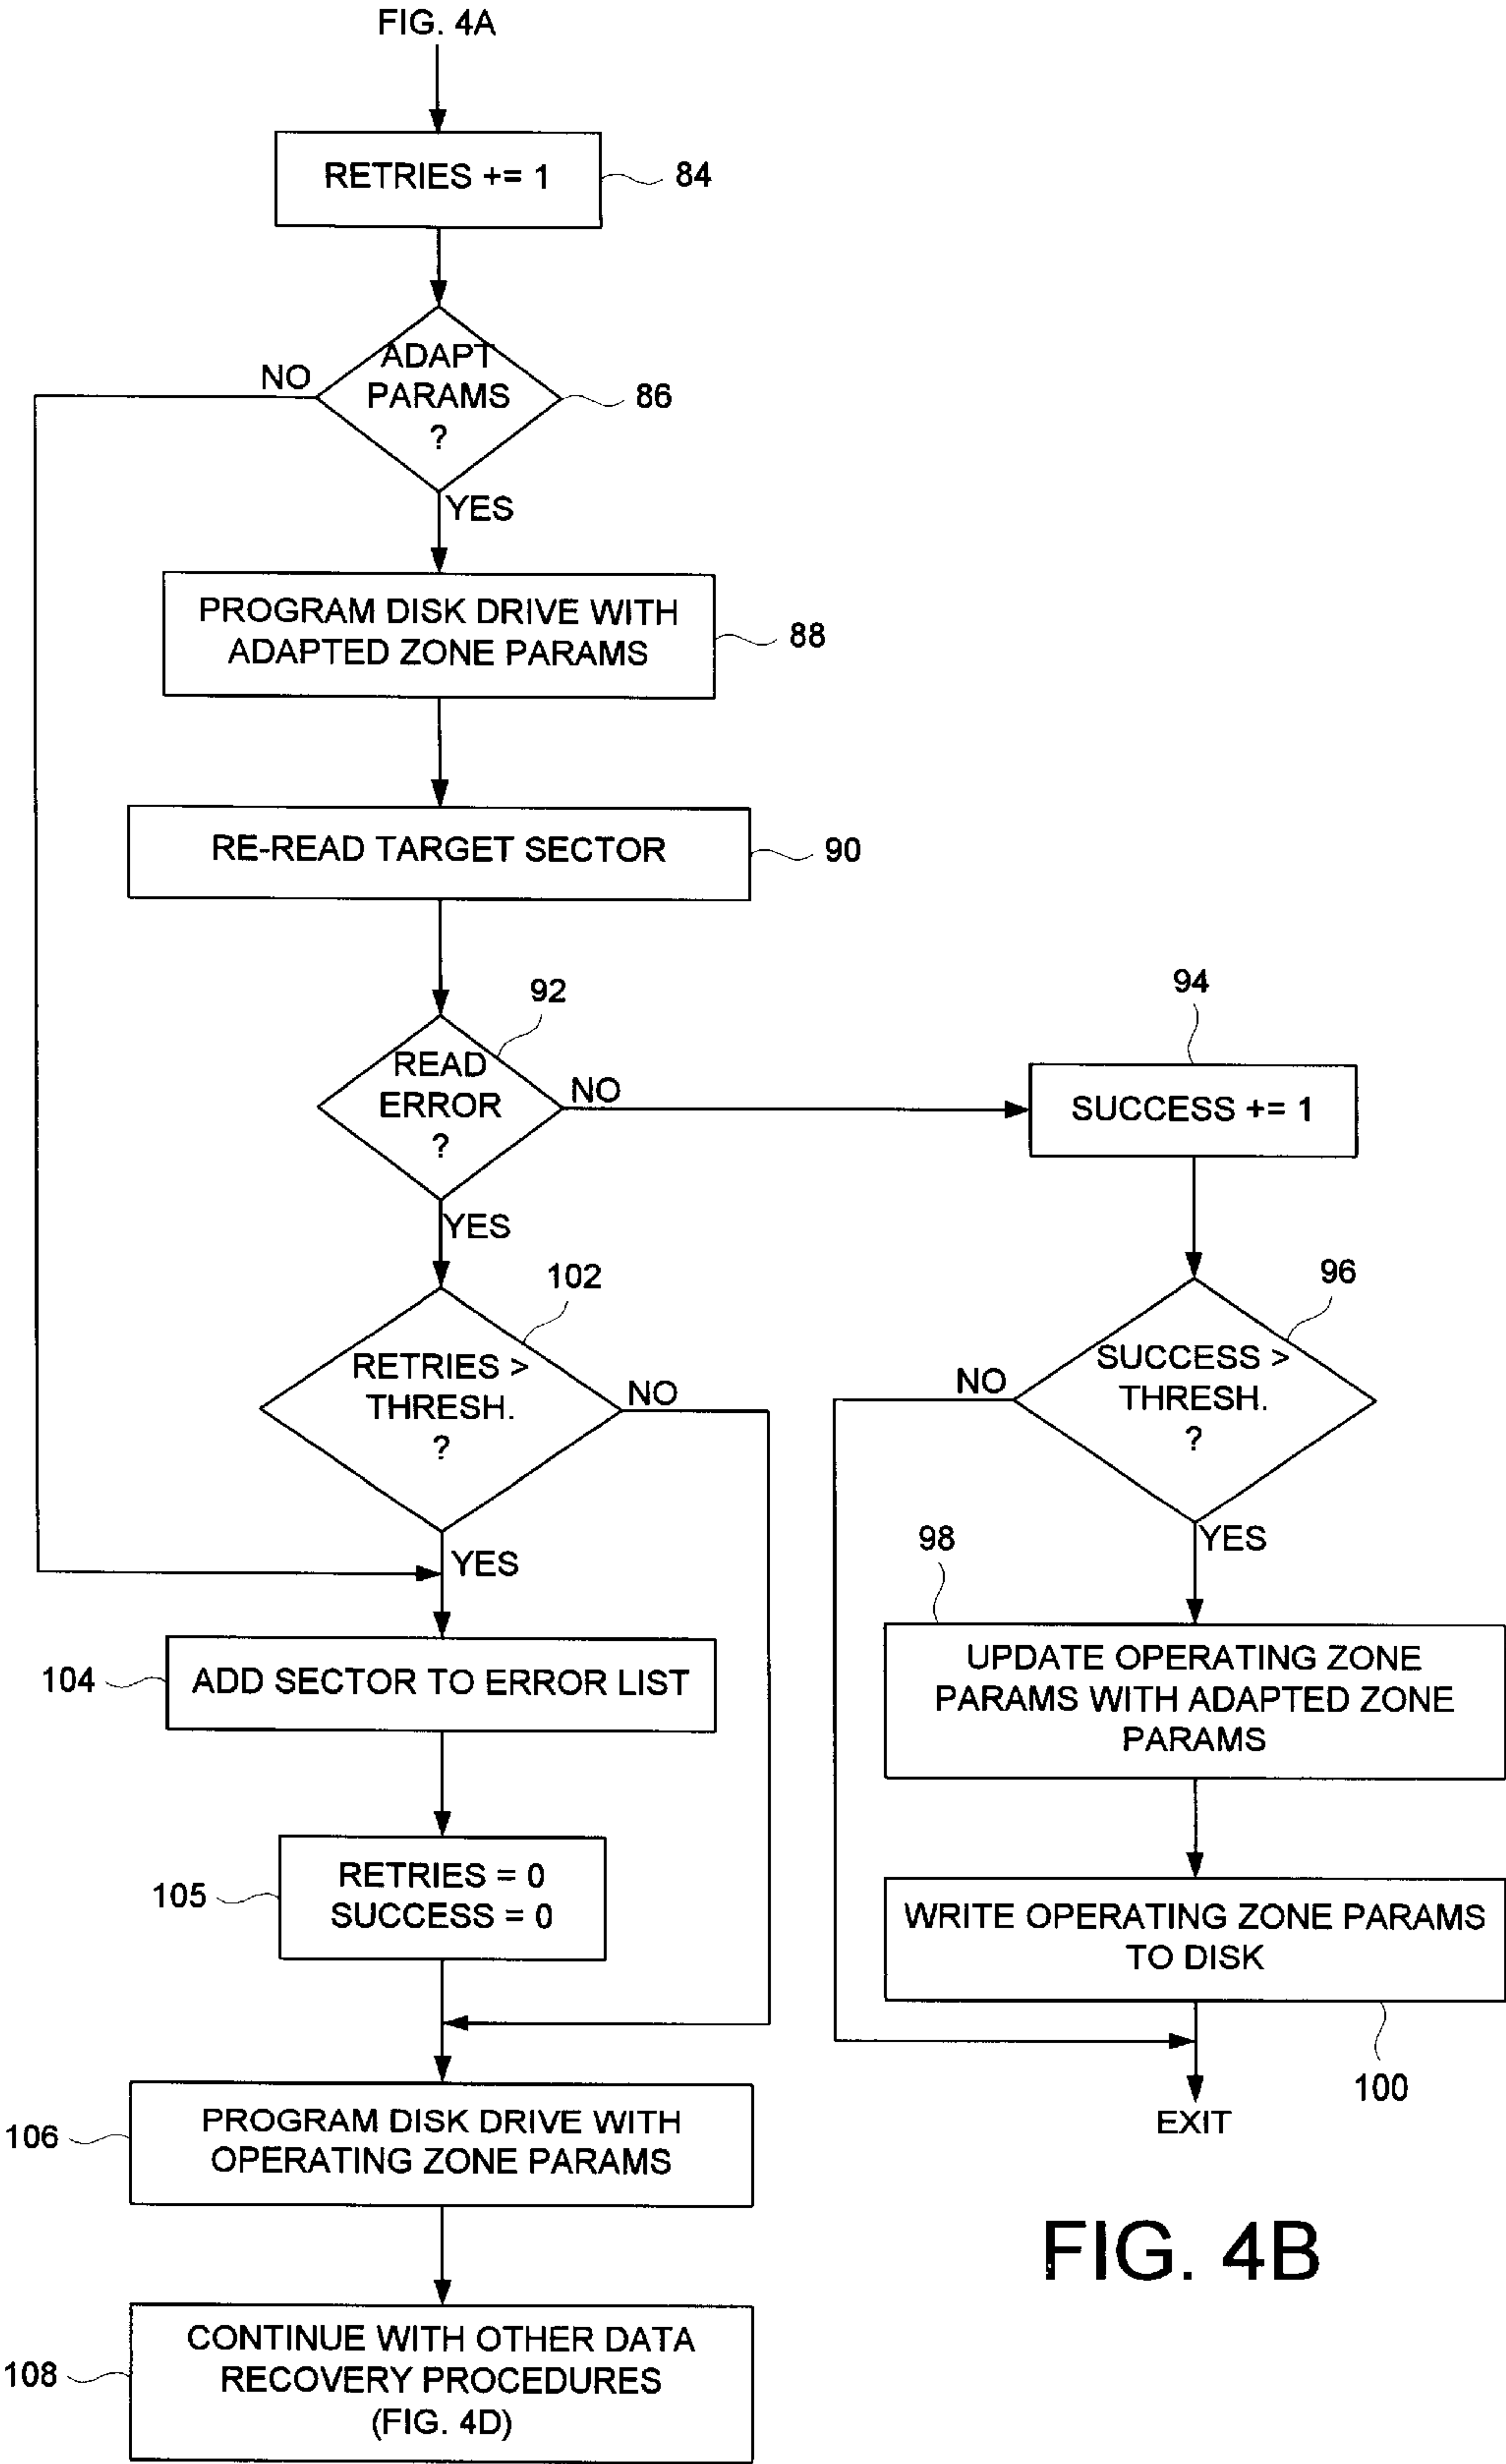 FIG. 4A
RETRIES += 1
84
ADAPT
PARAMS
?
86
NO
YES
PROGRAM DISK DRIVE WITH
ADAPTED ZONE PARAMS
88
RE-READ TARGET SECTOR
90
92
READ
ERROR
?
NO
YES
94
SUCCESS += 1
102
RETRIES >
THRESH.
?
NO
YES
96
SUCCESS >
THRESH.
?
NO
YES
98
UPDATE OPERATING ZONE
PARAMS WITH ADAPTED ZONE
PARAMS
104
ADD SECTOR TO ERROR LIST
105
RETRIES = 0
SUCCESS = 0
WRITE OPERATING ZONE PARAMS
TO DISK
100
EXIT
106
PROGRAM DISK DRIVE WITH
OPERATING ZONE PARAMS
108
CONTINUE WITH OTHER DATA
RECOVERY PROCEDURES
(FIG. 4D)
FIG. 4B